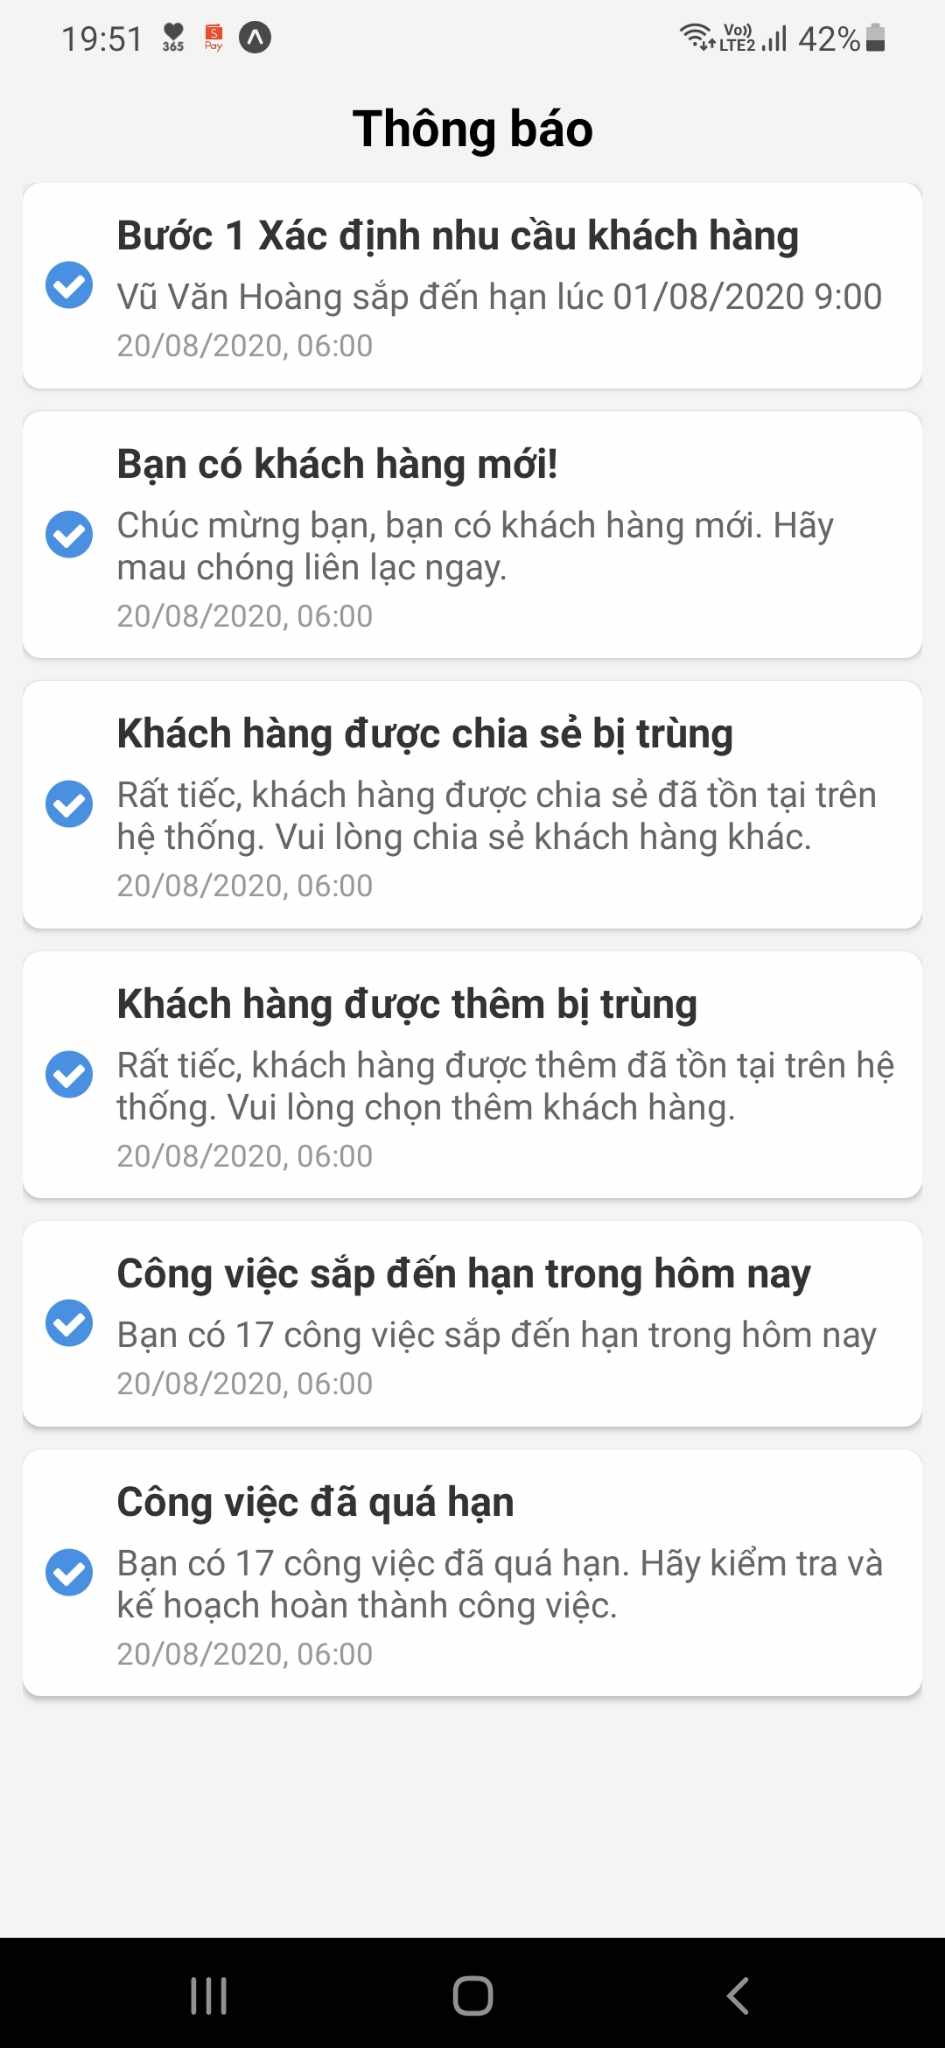 19:51 365 S Pay Vo)) LTE2 42%
Thông báo
Bước 1 Xác định nhu cầu khách hàng
Vũ Văn Hoàng sắp đến hạn lúc 01/08/2020 9:00
20/08/2020, 06:00
Bạn có khách hàng mới!
Chúc mừng bạn, bạn có khách hàng mới. Hãy
mau chóng liên lạc ngay.
20/08/2020, 06:00
Khách hàng được chia sẻ bị trùng
Rất tiếc, khách hàng được chia sẻ đã tồn tại trên
hệ thống. Vui lòng chia sẻ khách hàng khác.
20/08/2020, 06:00
Khách hàng được thêm bị trùng
Rất tiếc, khách hàng được thêm đã tồn tại trên hệ
thống. Vui lòng chọn thêm khách hàng.
20/08/2020, 06:00
Công việc sắp đến hạn trong hôm nay
Bạn có 17 công việc sắp đến hạn trong hôm nay
20/08/2020, 06:00
Công việc đã quá hạn
Bạn có 17 công việc đã quá hạn. Hãy kiểm tra và
kế hoạch hoàn thành công việc.
20/08/2020, 06:00